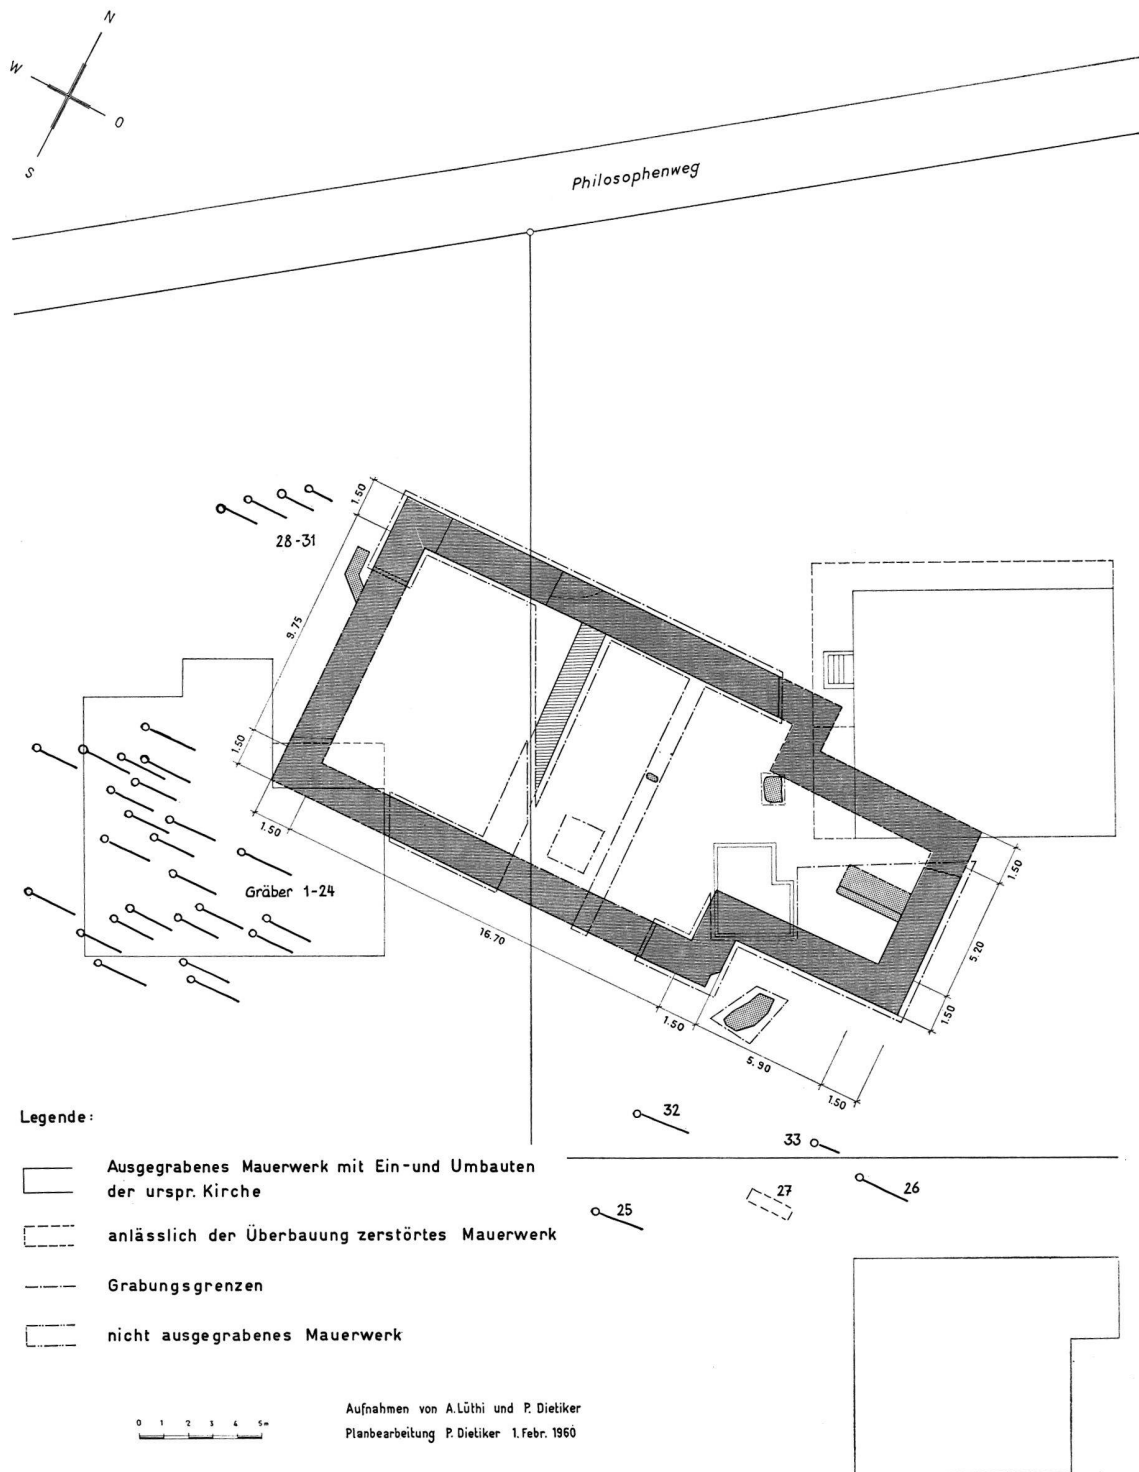 N
W
O
S
Philosophenweg
28-31
1.50
9.75
1.50
1.50
Gräber 1-24
16.70
1.50
5.90
1.50
1.50
5.20
1.50
32
33
25
27
26
Legende:
Ausgegrabenes Mauerwerk mit Ein-und Umbauten
der urspr. Kirche
anlässlich der Überbauung zerstörtes Mauerwerk
Grabungsgrenzen
nicht ausgegrabenes Mauerwerk
0 1 2 3 4 5m
Aufnahmen von A.Lüthi und P. Dietiker
Planbearbeitung P. Dietiker 1. Febr. 1960